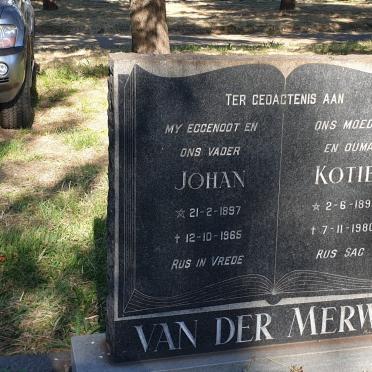 TER GEDAGTENIS AAN
MY EGGENOOT EN
ONS VADER
JOHAN
☆ 21-2-1897
✝ 12-10-1965
RUS IN VREDE
ONS MOED
EN OUMA
KOTIE
☆ 2-6-189
✝ 7-11-1980
RUS SAG
VAN DER MERW